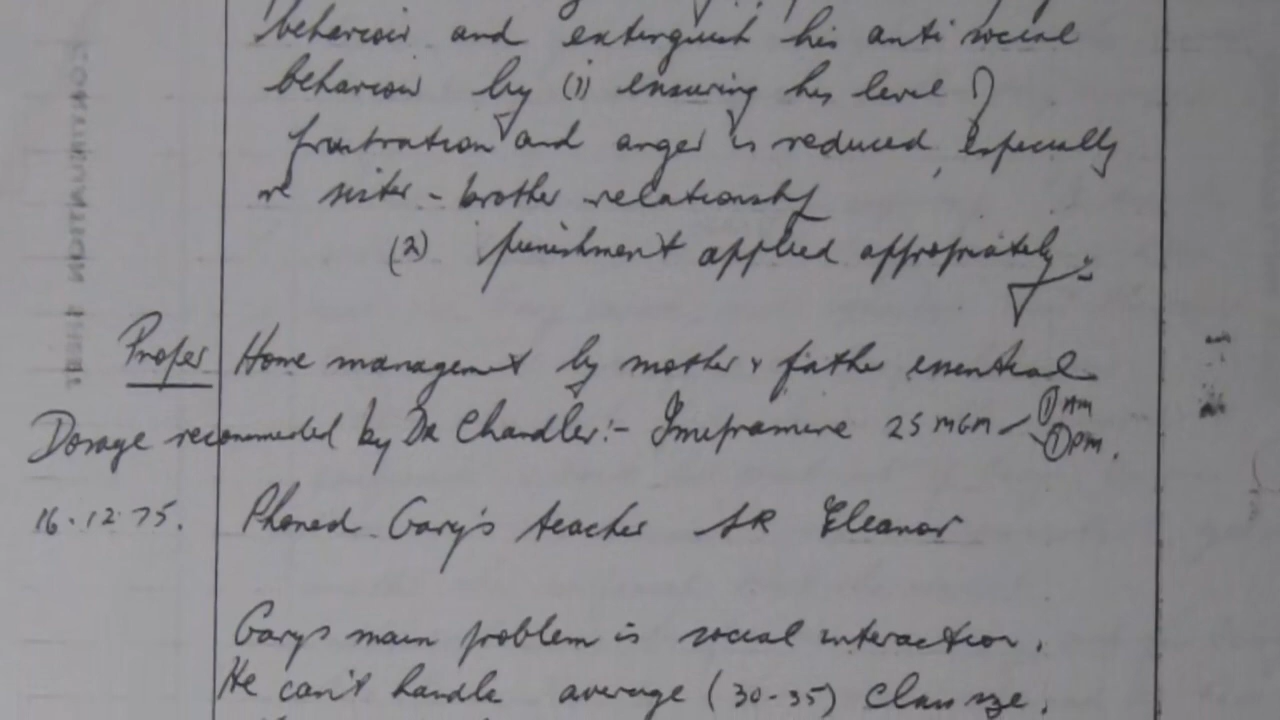 behaviour and extinguish his anti social
behaviour by (1) ensuring his level of
frustration and anger is reduced, especially
re sister - brother relationship
(2) punishment applied appropriately.
Proper Home management by mother & father essential
Dosage recommended by Dr Chandler:- Imipramine 25 MGM 1 AM
1 PM.
16.12.75. Phoned Gary's teacher SR Eleanor
Gary's main problem is social interaction.
He can't handle average (30-35) class size.
CONTINUATION SHEET